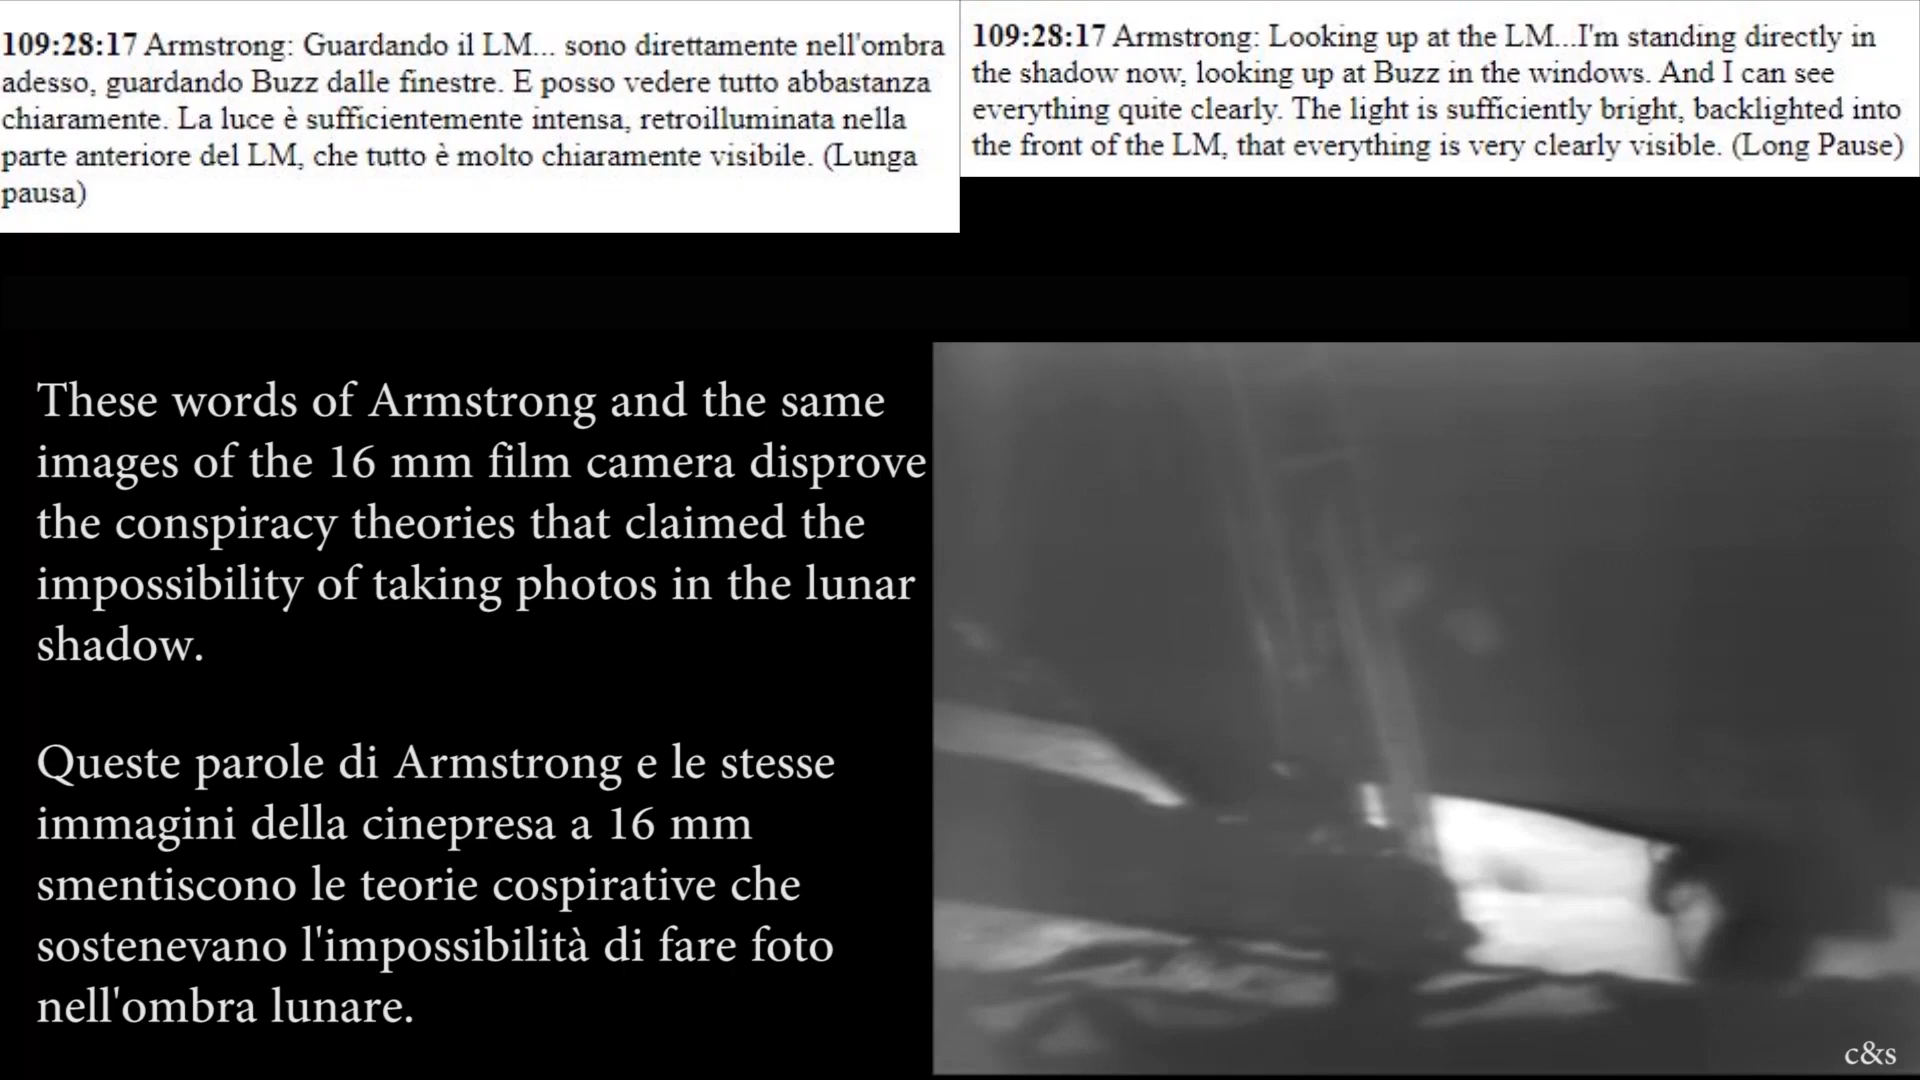 109:28:17 Armstrong: Guardando il LM... sono direttamente nell'ombra
adesso, guardando Buzz dalle finestre. E posso vedere tutto abbastanza
chiaramente. La luce è sufficientemente intensa, retroilluminata nella
parte anteriore del LM, che tutto è molto chiaramente visibile. (Lunga
pausa)
109:28:17 Armstrong: Looking up at the LM...I'm standing directly in
the shadow now, looking up at Buzz in the windows. And I can see
everything quite clearly. The light is sufficiently bright, backlighted into
the front of the LM, that everything is very clearly visible. (Long Pause)
These words of Armstrong and the same
images of the 16 mm film camera disprove
the conspiracy theories that claimed the
impossibility of taking photos in the lunar
shadow.
Queste parole di Armstrong e le stesse
immagini della cinepresa a 16 mm
smentiscono le teorie cospirative che
sostenevano l'impossibilità di fare foto
nell'ombra lunare.
c&s